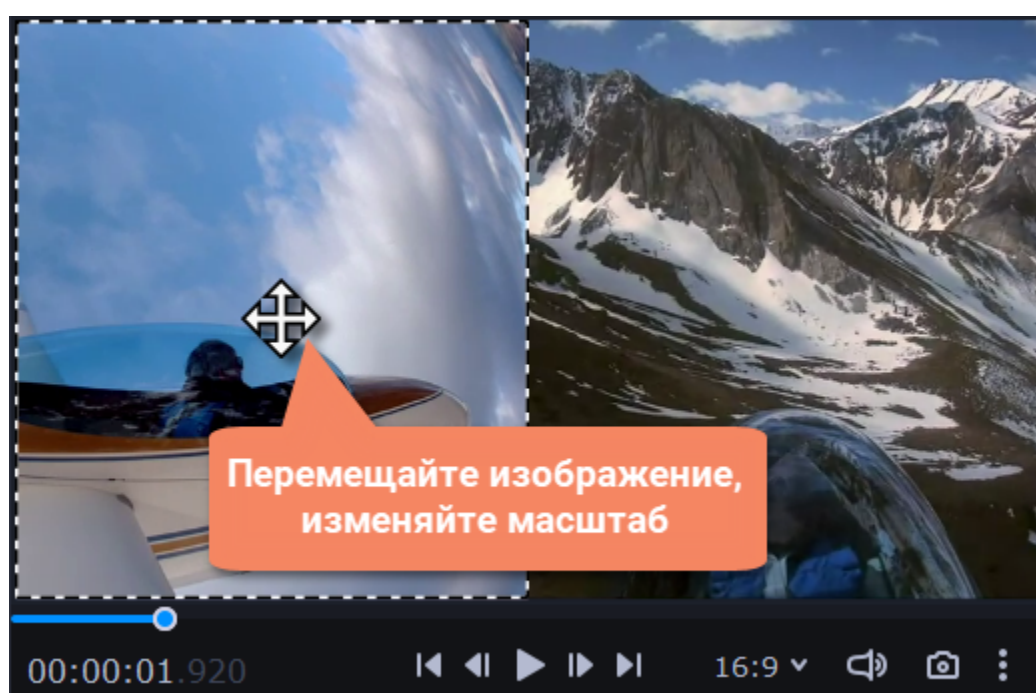 Перемещайте изображение,
изменяйте масштаб
00:00:01.920
16:9